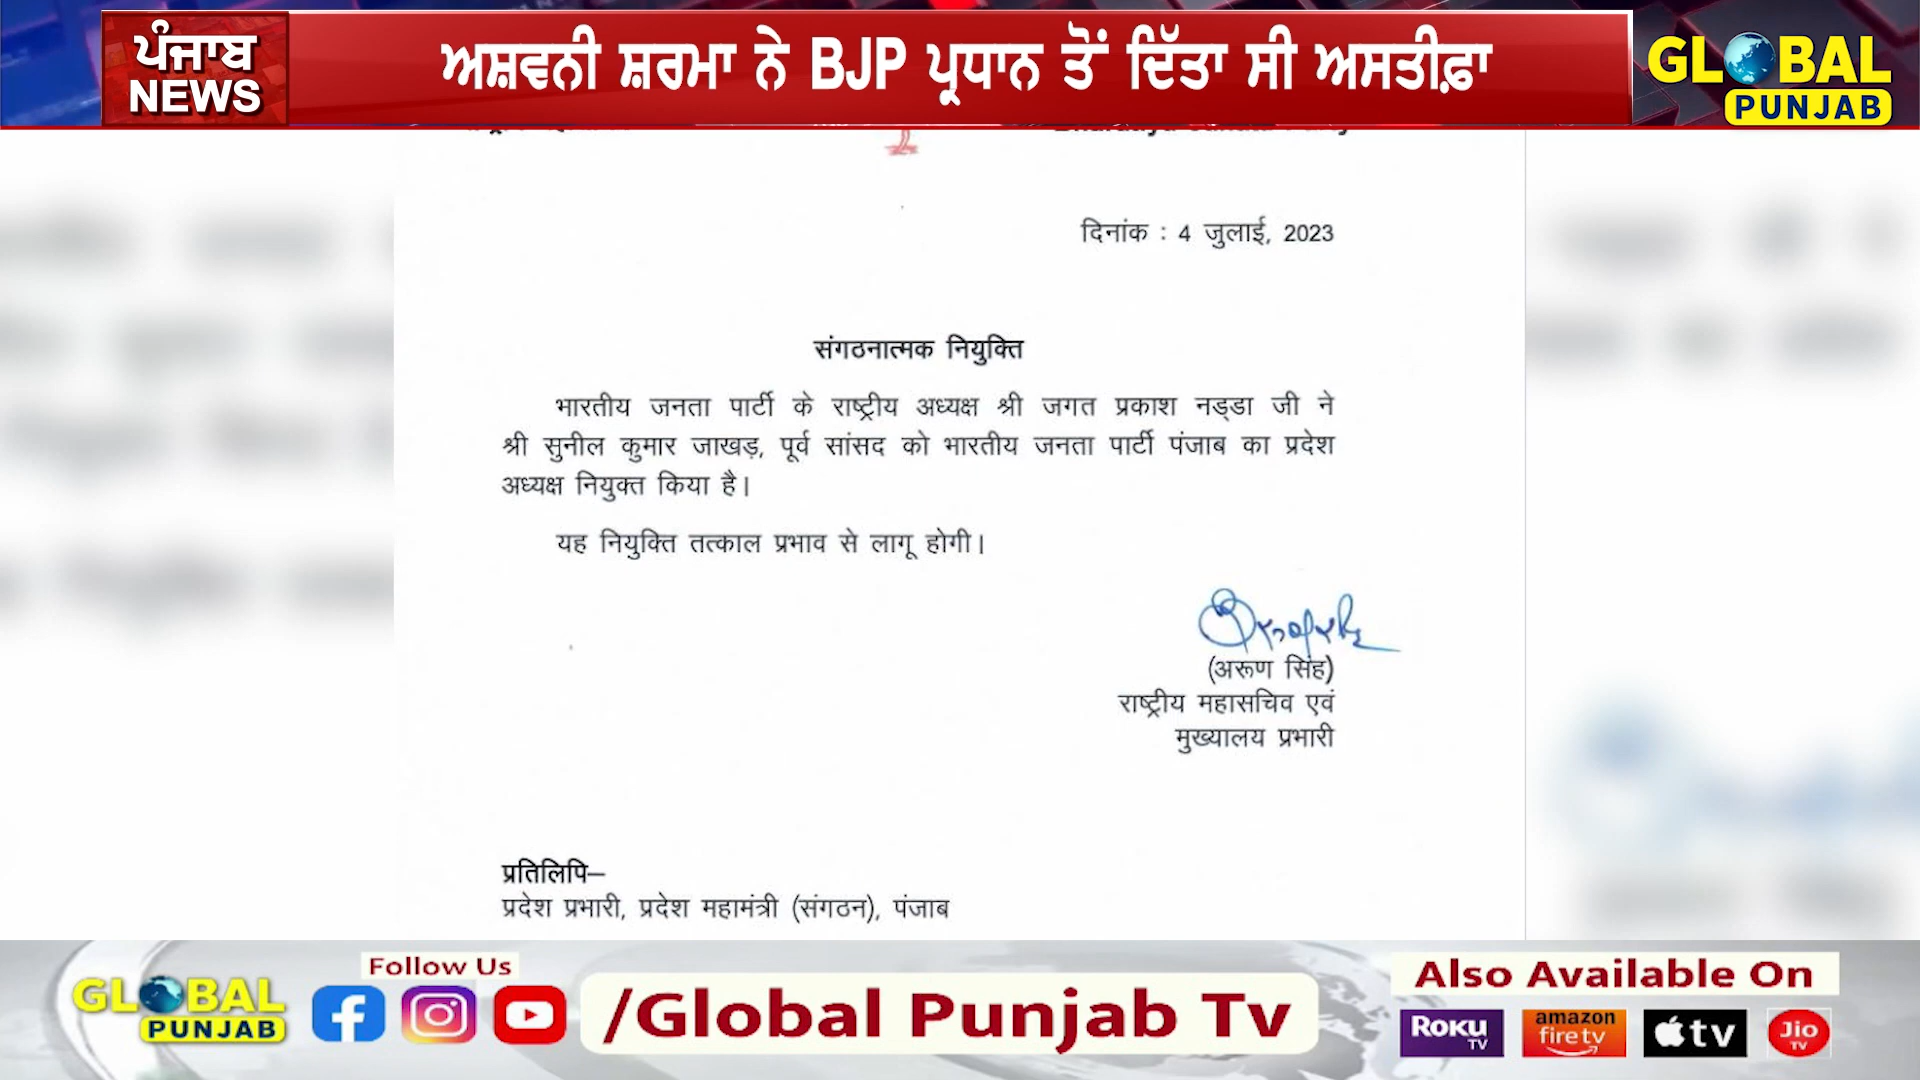 ਪੰਜਾਬ
NEWS
ਅਸ਼ਵਨੀ ਸ਼ਰਮਾ ਨੇ BJP ਪ੍ਰਧਾਨ ਤੋਂ ਦਿੱਤਾ ਸੀ ਅਸਤੀਫ਼ਾ
GLOBAL
PUNJAB
दिनांक : 4 जुलाई, 2023
संगठनात्मक नियुक्ति
भारतीय जनता पार्टी के राष्ट्रीय अध्यक्ष श्री जगत प्रकाश नड्डा जी ने
श्री सुनील कुमार जाखड़, पूर्व सांसद को भारतीय जनता पार्टी पंजाब का प्रदेश
अध्यक्ष नियुक्त किया है।
यह नियुक्ति तत्काल प्रभाव से लागू होगी।
(अरूण सिंह)
राष्ट्रीय महासचिव एवं
मुख्यालय प्रभारी
प्रतिलिपि–
प्रदेश प्रभारी, प्रदेश महामंत्री (संगठन), पंजाब
GLOBAL
PUNJAB
Follow Us
/Global Punjab Tv
Also Available On
ROKU
TV
amazon
fire tv
tv
Jio
TV